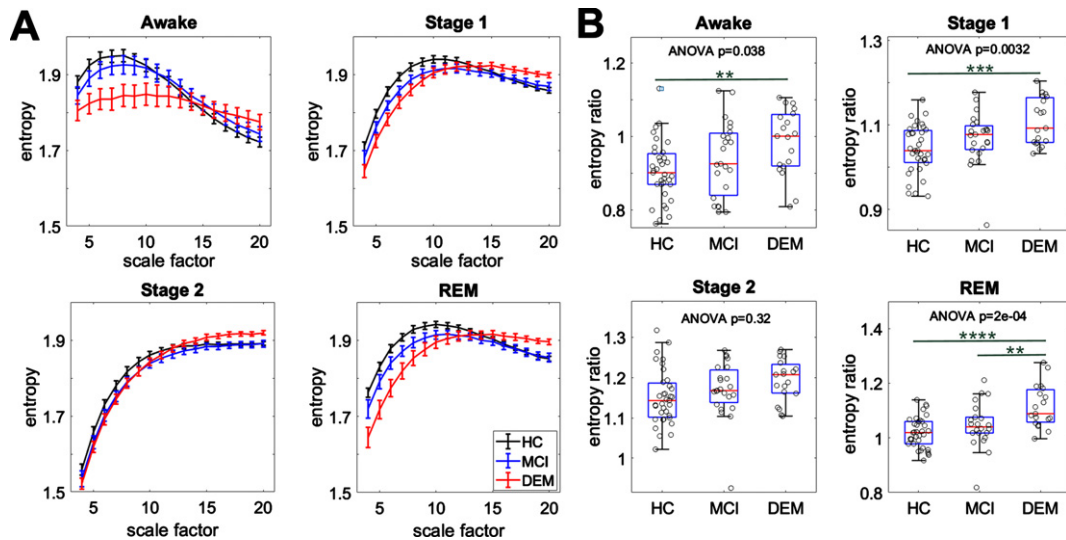 A
Awake
entropy
1.9
1.7
1.5
5
10
15
20
scale factor
Stage 1
entropy
1.9
1.7
1.5
5
10
15
20
scale factor
Stage 2
entropy
1.9
1.7
1.5
5
10
15
20
scale factor
REM
entropy
1.9
1.7
1.5
5
10
15
20
scale factor
HC
MCI
DEM
B
Awake
ANOVA p=0.038
**
entropy ratio
1.2
1
0.8
HC
MCI
DEM
Stage 1
ANOVA p=0.0032
***
entropy ratio
1.3
1.1
0.9
HC
MCI
DEM
Stage 2
ANOVA p=0.32
entropy ratio
1.3
1.2
1.1
1
HC
MCI
DEM
REM
ANOVA p=2e-04
****
**
entropy ratio
1.4
1.2
1
0.8
HC
MCI
DEM